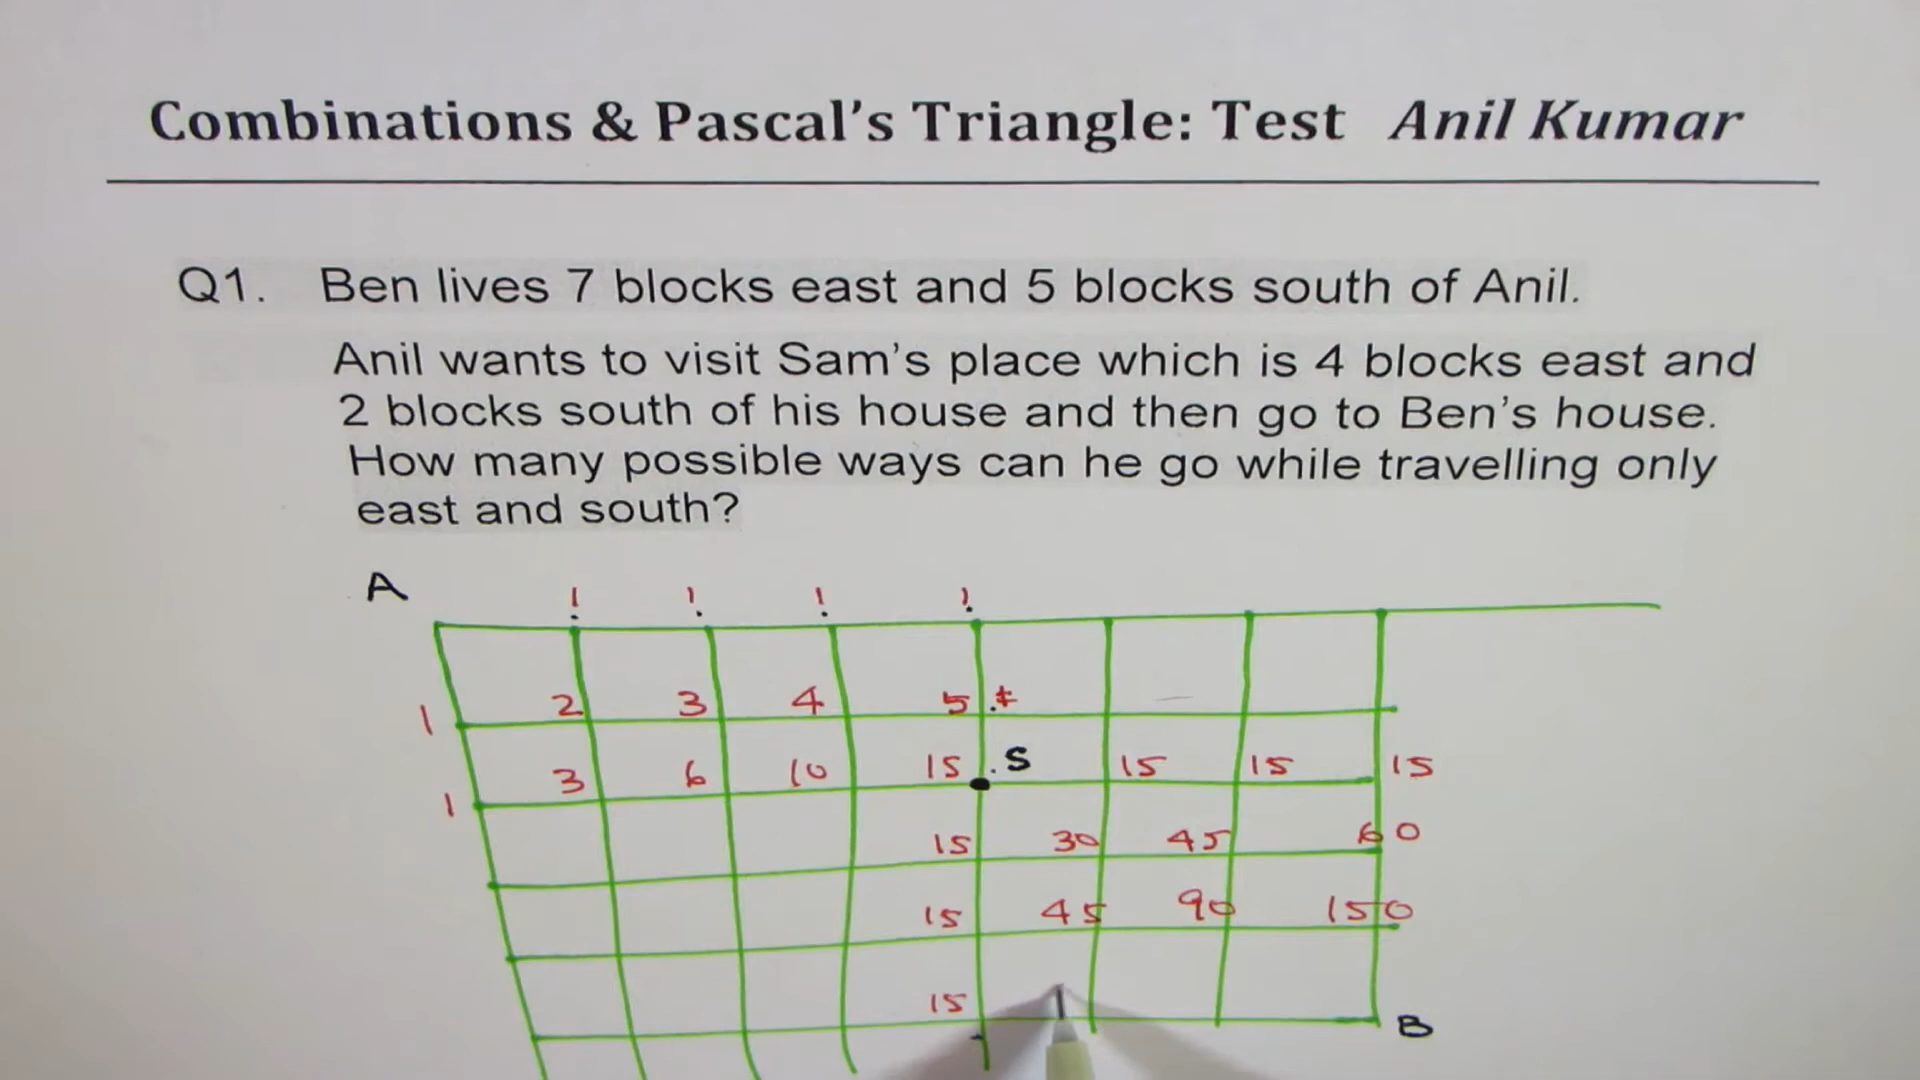 Combinations & Pascal's Triangle: Test Anil Kumar
Q1. Ben lives 7 blocks east and 5 blocks south of Anil.
Anil wants to visit Sam's place which is 4 blocks east and
2 blocks south of his house and then go to Ben's house.
How many possible ways can he go while travelling only
east and south?
A
1 1 1 1
1 2 3 4 5
1 3 6 10 15 .S 15 15 15
15 30 45 60
15 45 90 150
15
B